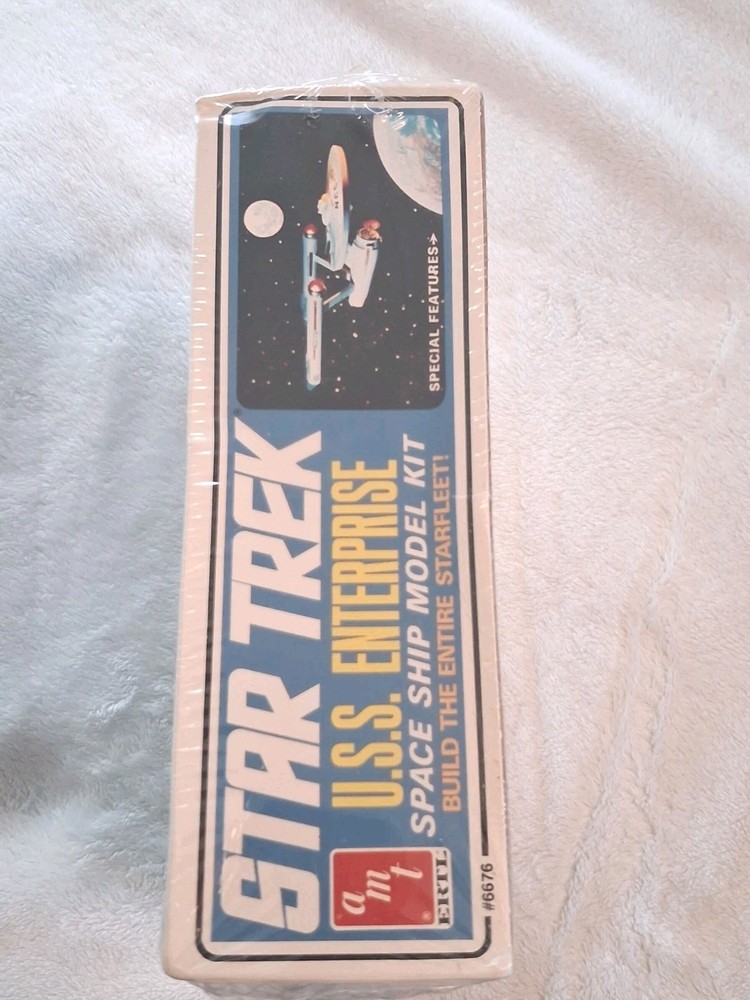 STAR TREK
U.S.S. ENTERPRISE
SPACE SHIP MODEL KIT
BUILD THE ENTIRE STARFLEET!
SPECIAL FEATURES→
amt®
ERTL
#6676